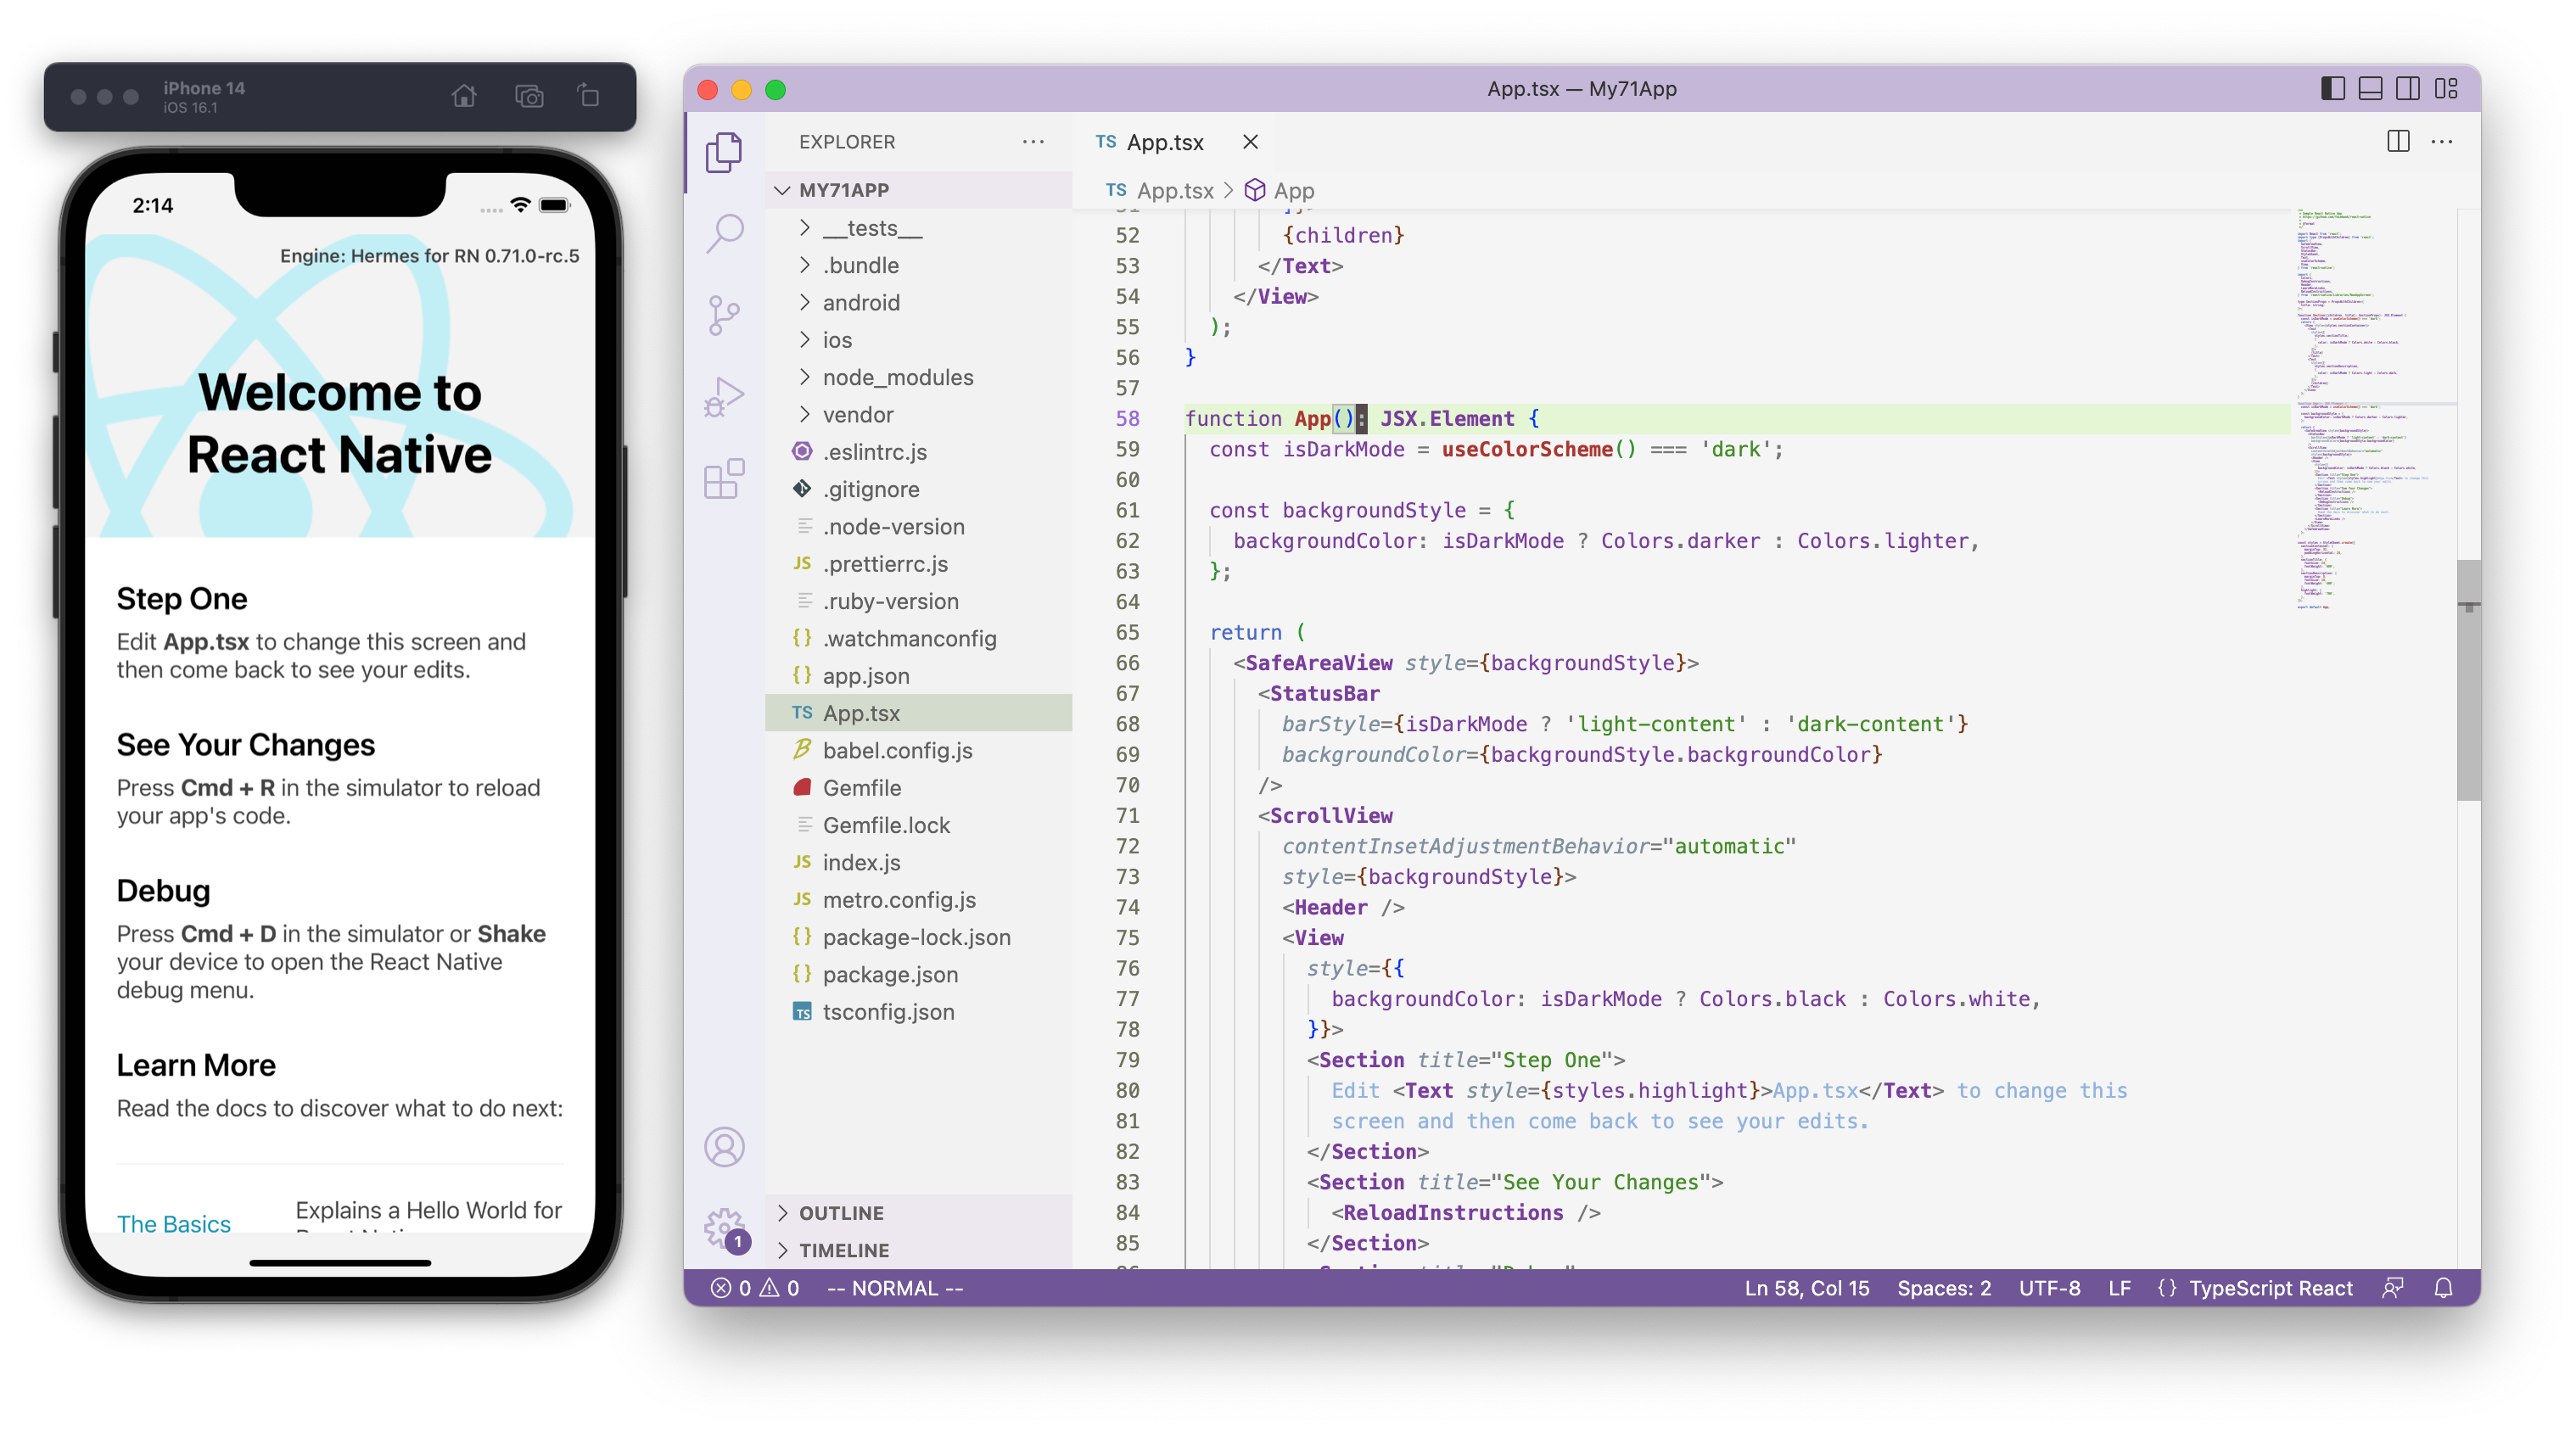 iPhone 14
iOS 16.1
2:14
Engine: Hermes for RN 0.71.0-rc.5
Welcome to
React Native
Step One
Edit App.tsx to change this screen and
then come back to see your edits.
See Your Changes
Press Cmd + R in the simulator to reload
your app's code.
Debug
Press Cmd + D in the simulator or Shake
your device to open the React Native
debug menu.
Learn More
Read the docs to discover what to do next:
The Basics
Explains a Hello World for
App.tsx — My71App
EXPLORER
MY71APP
__tests__
.bundle
android
ios
node_modules
vendor
.eslintrc.js
.gitignore
.node-version
JS .prettierrc.js
.ruby-version
{} .watchmanconfig
{} app.json
TS App.tsx
babel.config.js
Gemfile
Gemfile.lock
JS index.js
JS metro.config.js
{} package-lock.json
{} package.json
TS tsconfig.json
OUTLINE
TIMELINE
1
TS App.tsx
TS App.tsx > App
52 {children}
53 </Text>
54 </View>
55 );
56 }
57
58 function App(): JSX.Element {
59 const isDarkMode = useColorScheme() === 'dark';
60
61 const backgroundStyle = {
62 backgroundColor: isDarkMode ? Colors.darker : Colors.lighter,
63 };
64
65 return (
66 <SafeAreaView style={backgroundStyle}>
67 <StatusBar
68 barStyle={isDarkMode ? 'light-content' : 'dark-content'}
69 backgroundColor={backgroundStyle.backgroundColor}
70 />
71 <ScrollView
72 contentInsetAdjustmentBehavior="automatic"
73 style={backgroundStyle}>
74 <Header />
75 <View
76 style={{
77 backgroundColor: isDarkMode ? Colors.black : Colors.white,
78 }}>
79 <Section title="Step One">
80 Edit <Text style={styles.highlight}>App.tsx</Text> to change this
81 screen and then come back to see your edits.
82 </Section>
83 <Section title="See Your Changes">
84 <ReloadInstructions />
85 </Section>
0 0 -- NORMAL --
Ln 58, Col 15 Spaces: 2 UTF-8 LF {} TypeScript React